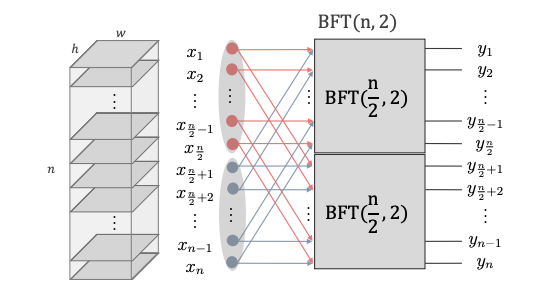 BFT(n, 2)
w
h
n
⋮
⋮
x_1
x_2
⋮
x_{\frac{n}{2}-1}
x_{\frac{n}{2}}
x_{\frac{n}{2}+1}
x_{\frac{n}{2}+2}
⋮
x_{n-1}
x_n
⋮
⋮
⋮
⋮
BFT(\frac{n}{2}, 2)
BFT(\frac{n}{2}, 2)
y_1
y_2
⋮
y_{\frac{n}{2}-1}
y_{\frac{n}{2}}
y_{\frac{n}{2}+1}
y_{\frac{n}{2}+2}
⋮
y_{n-1}
y_n